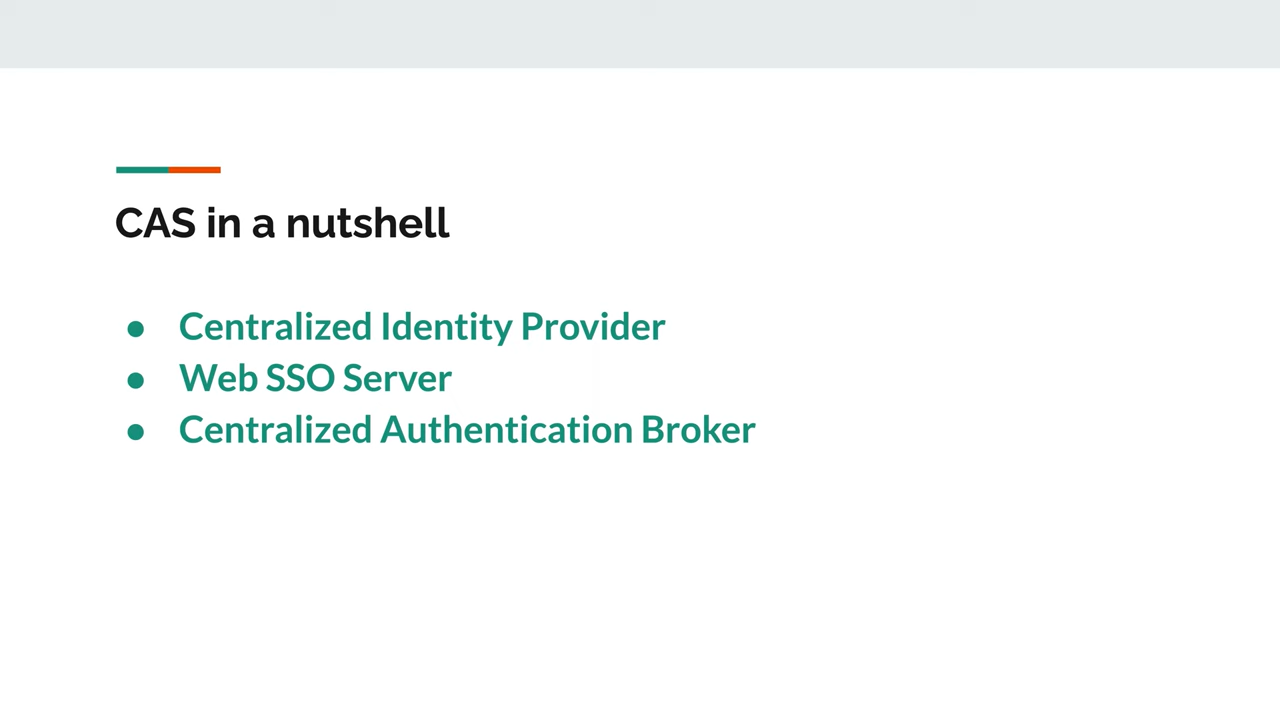 CAS in a nutshell
● Centralized Identity Provider
● Web SSO Server
● Centralized Authentication Broker